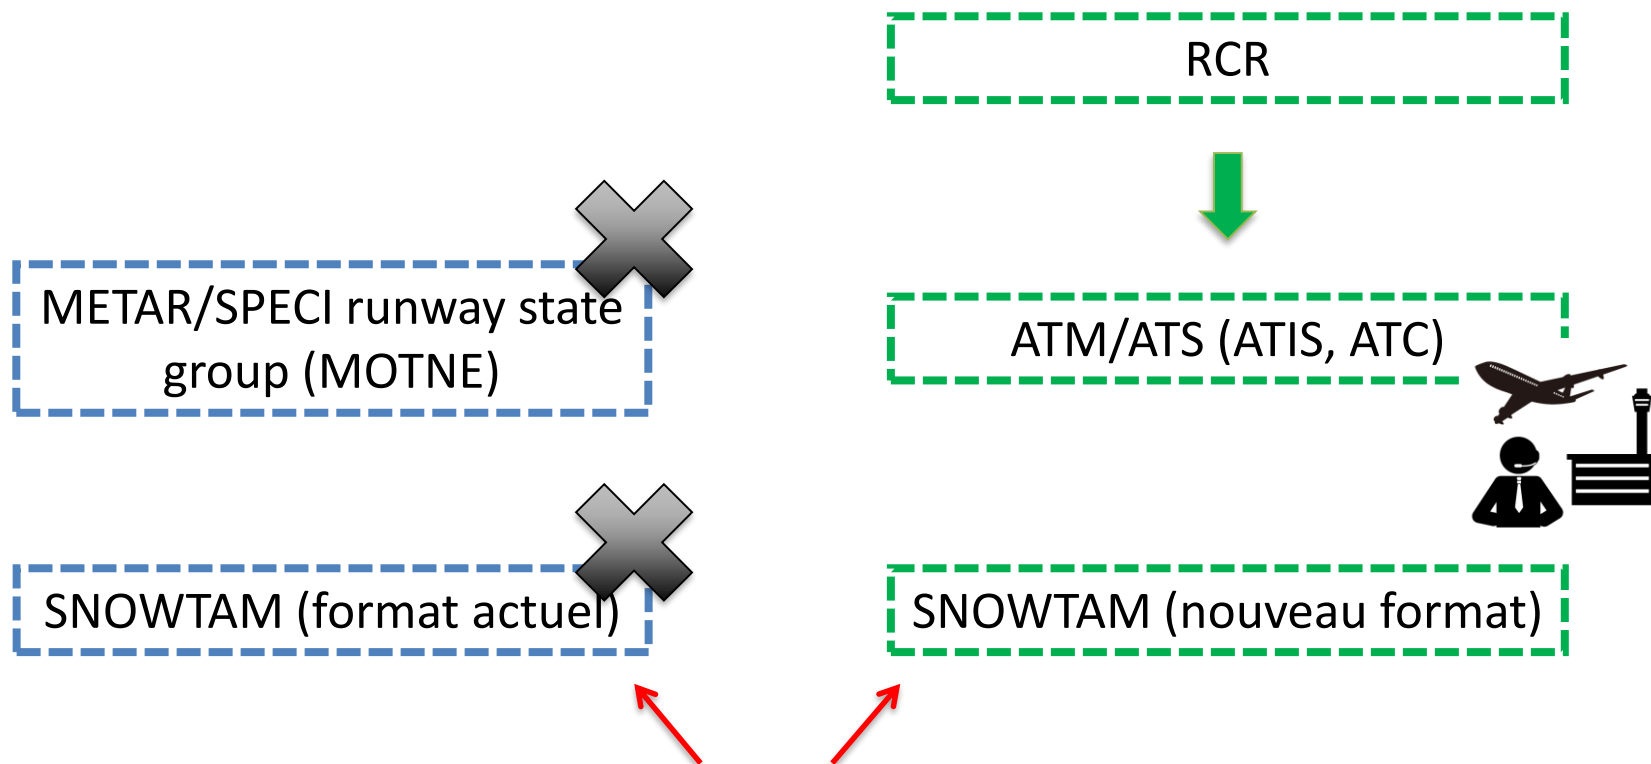 RCR
METAR/SPECI runway state
group (MOTNE)
ATM/ATS (ATIS, ATC)
SNOWTAM (format actuel)
SNOWTAM (nouveau format)